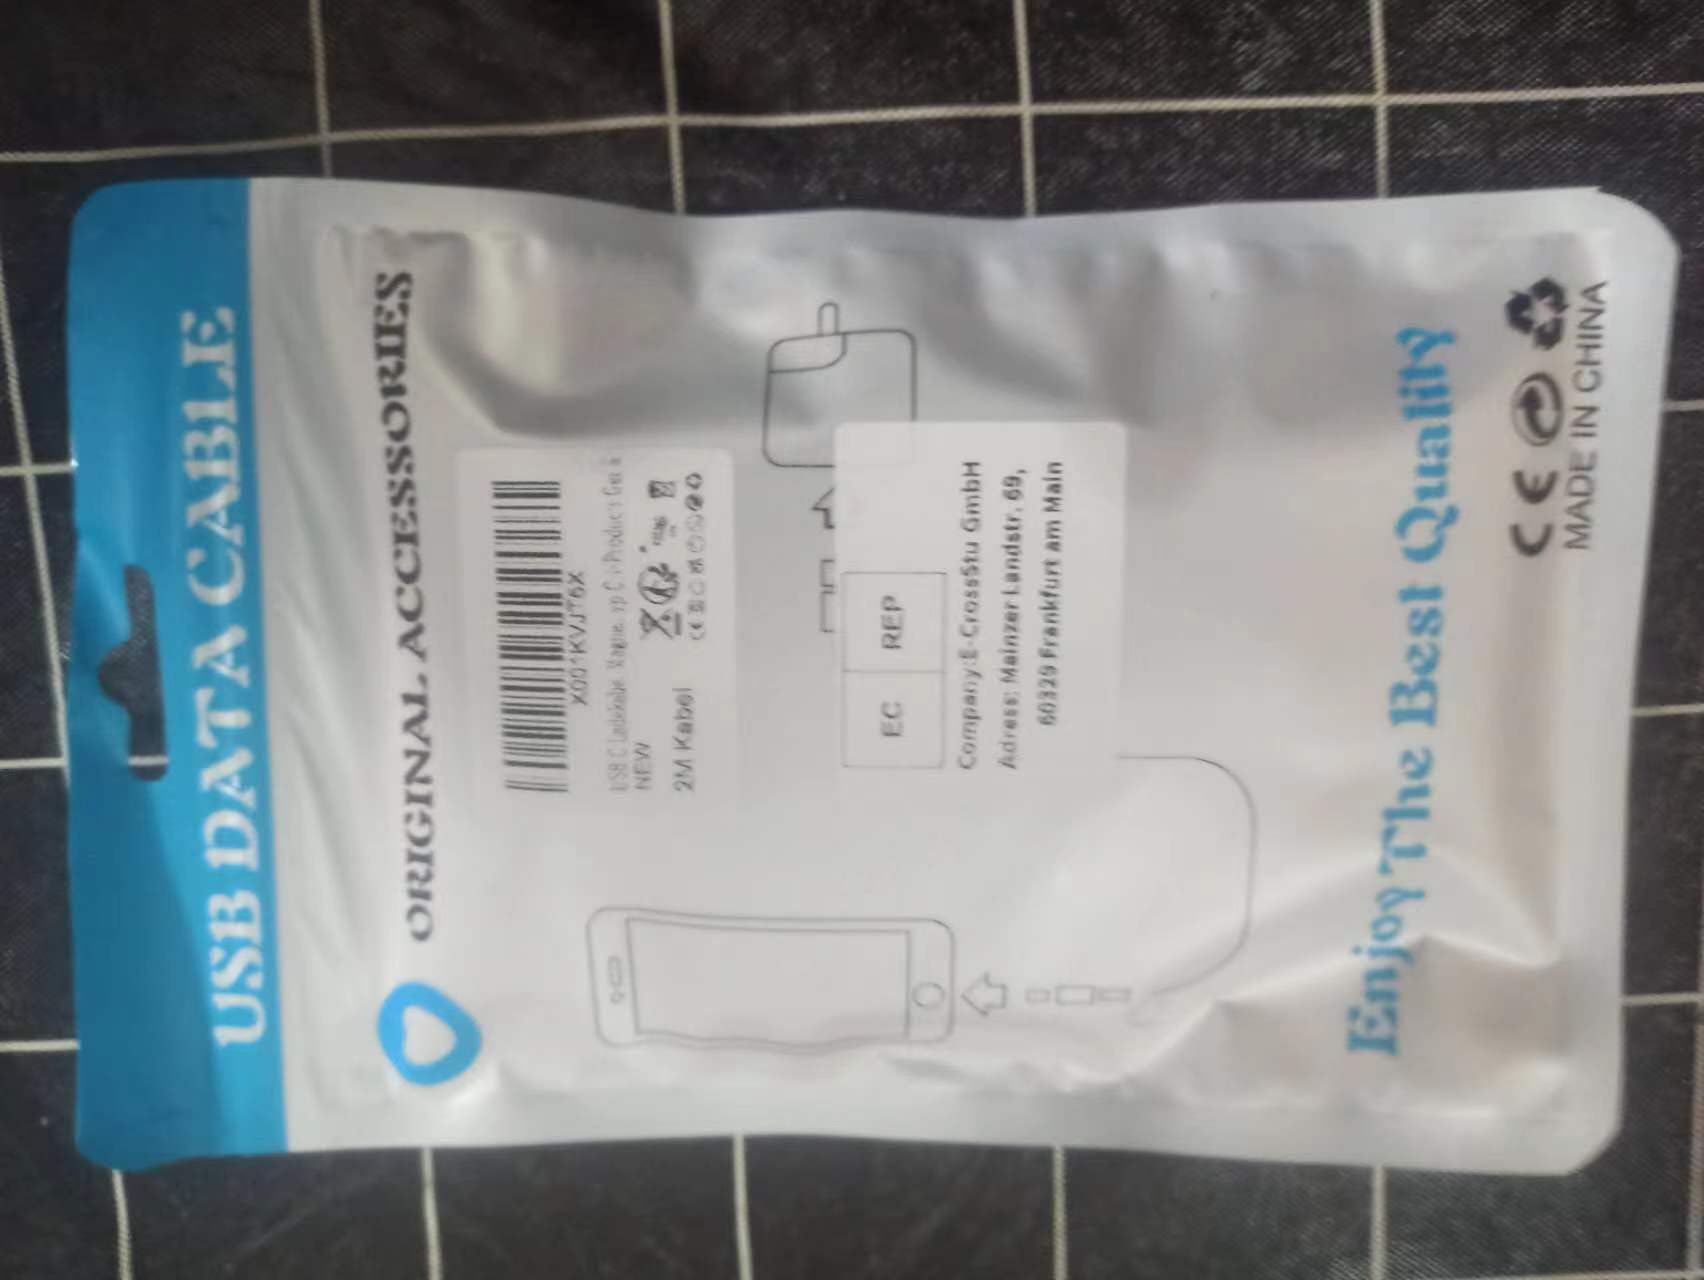 USB DATA CABLE
ORIGINAL ACCESSORIES
X001KVJT6X
USB C
NEW
2M Kabel
EC REP
Company:E-CrossStu GmbH
Adress: Mainzer Landstr. 69,
60329 Frankfurt am Main
Enjoy The Best Quality
CE
MADE IN CHINA